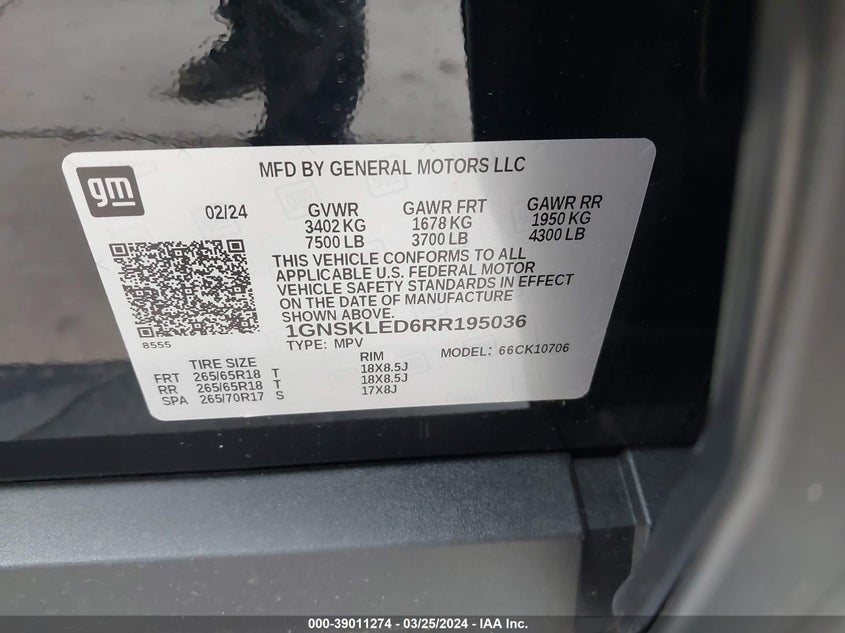 gm
MFD BY GENERAL MOTORS LLC
02/24
GVWR
3402 KG
7500 LB
GAWR FRT
1678 KG
3700 LB
GAWR RR
1950 KG
4300 LB
THIS VEHICLE CONFORMS TO ALL
APPLICABLE U.S. FEDERAL MOTOR
VEHICLE SAFETY STANDARDS IN EFFECT
ON THE DATE OF MANUFACTURE
SHOWN ABOVE.
1GNSKLED6RR195036
8555
TYPE: MPV
MODEL: 66CK10706
TIRE SIZE RIM
FRT 265/65R18 T 18X8.5J
RR 265/65R18 T 18X8.5J
SPA 265/70R17 S 17X8J
000-39011274 - 03/25/2024 - IAA Inc.